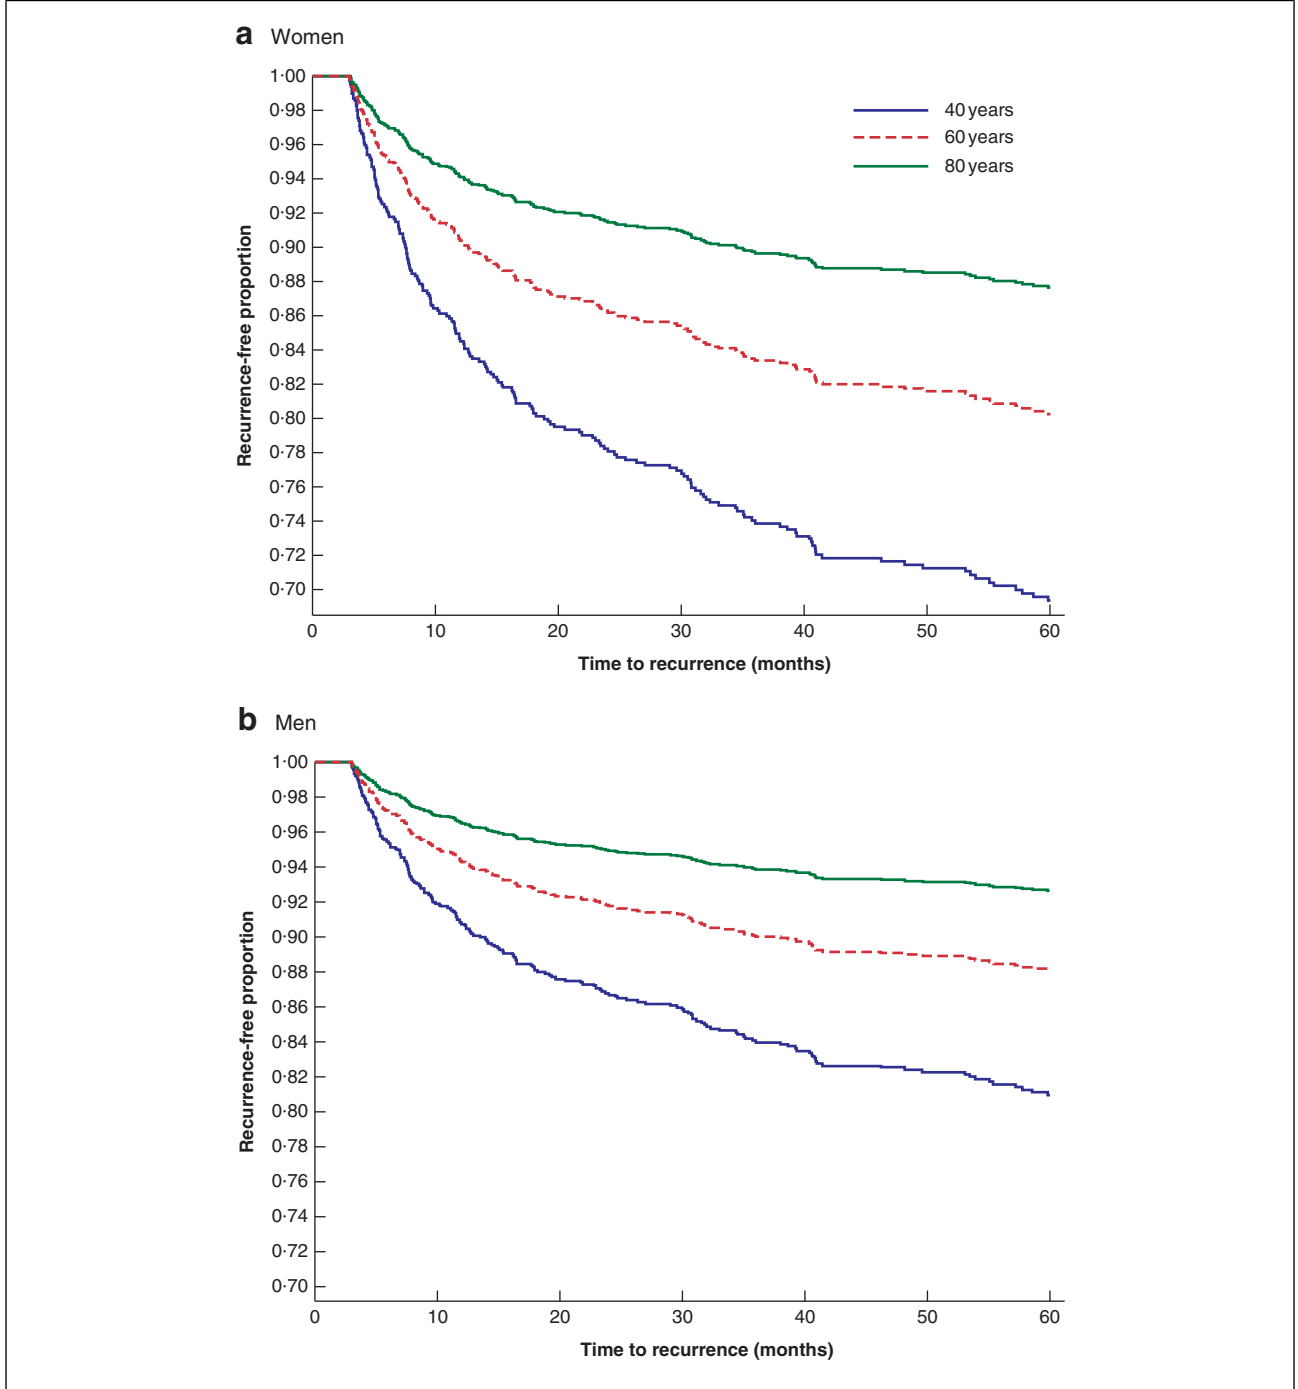 a Women
1·00
0·98
0·96
0·94
0·92
0·90
0·88
0·86
0·84
0·82
0·80
0·78
0·76
0·74
0·72
0·70
Recurrence-free proportion
40 years
60 years
80 years
0 10 20 30 40 50 60
Time to recurrence (months)
b Men
1·00
0·98
0·96
0·94
0·92
0·90
0·88
0·86
0·84
0·82
0·80
0·78
0·76
0·74
0·72
0·70
Recurrence-free proportion
0 10 20 30 40 50 60
Time to recurrence (months)